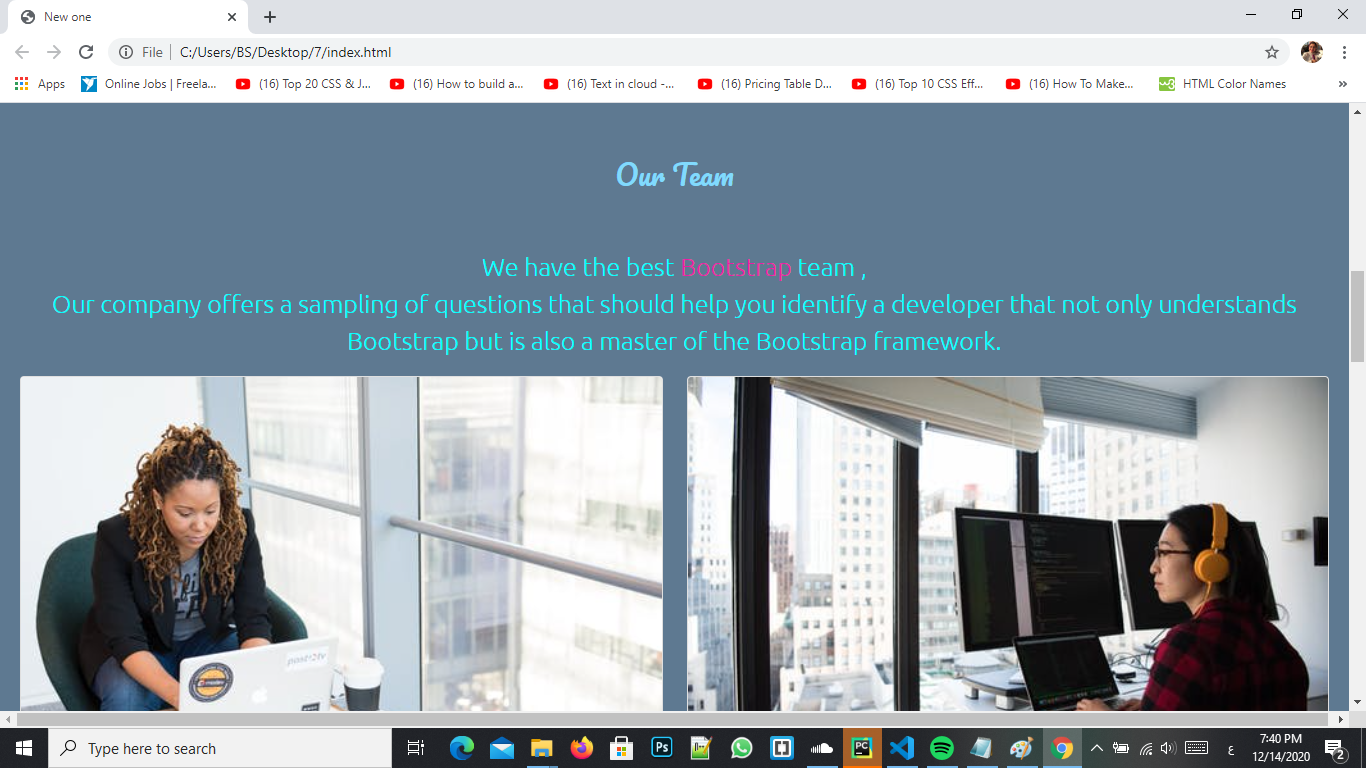 New one
File
C:/Users/BS/Desktop/7/index.html
Apps
Online Jobs | Freela...
(16) Top 20 CSS & J...
(16) How to build a...
(16) Text in cloud -...
(16) Pricing Table D...
(16) Top 10 CSS Eff...
(16) How To Make...
HTML Color Names
Our Team
We have the best Bootstrap team ,
Our company offers a sampling of questions that should help you identify a developer that not only understands
Bootstrap but is also a master of the Bootstrap framework.
Type here to search
Ps
PC
ع
7:40 PM
12/14/2020
2